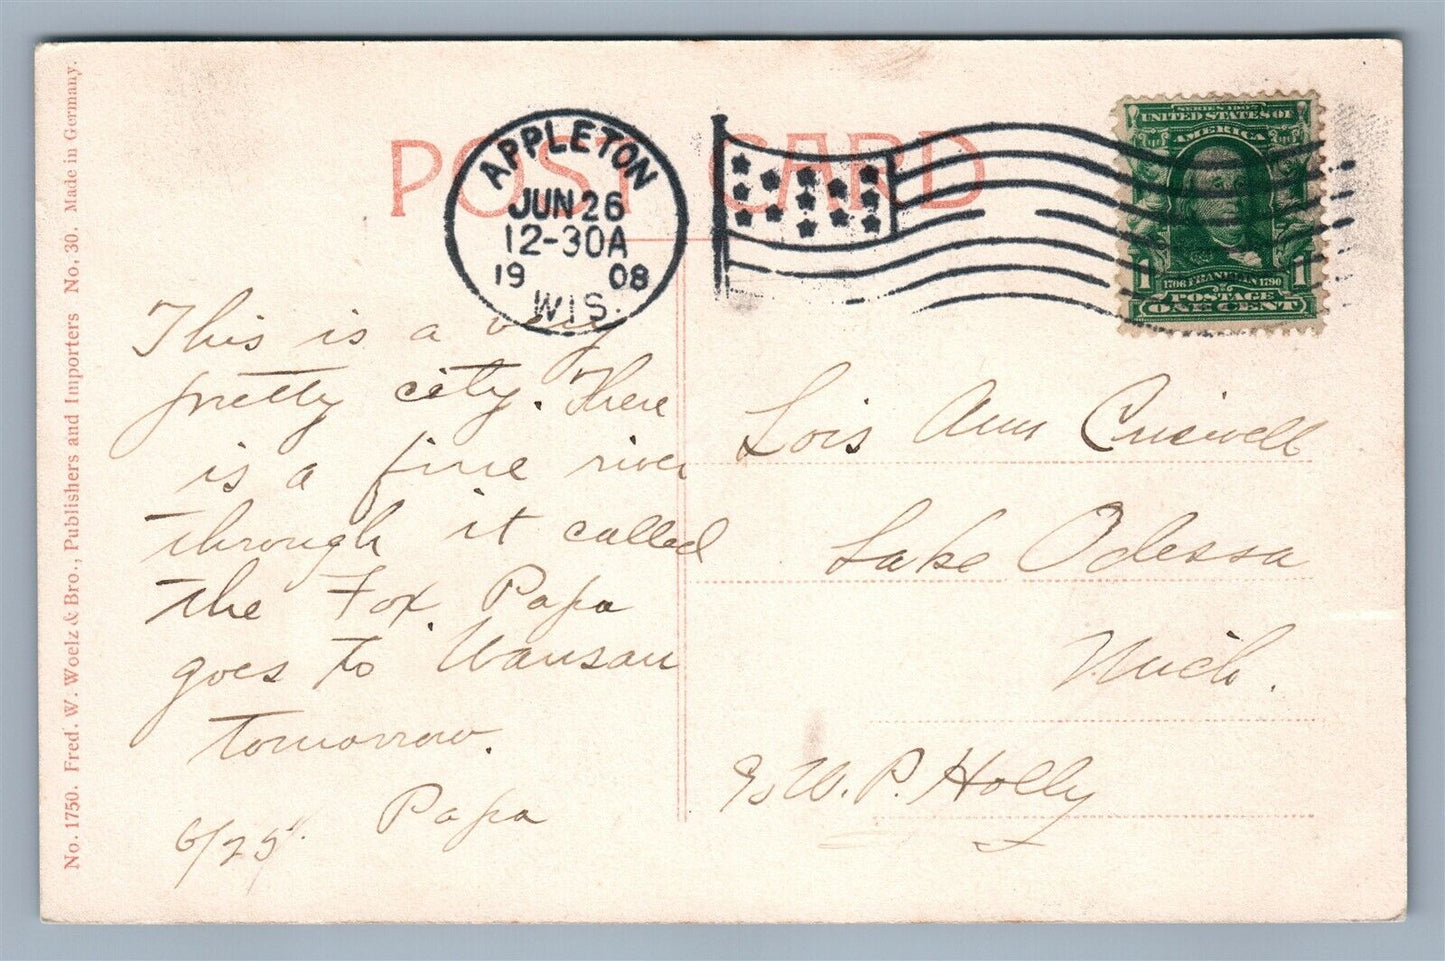 POST CARD
APPLETON
JUN 26
12-30A
19 08
WIS.
SERIES 1902
UNITED STATES OF
AMERICA
1 1706 FRANKLIN 1790 1
POSTAGE
ONE CENT
This is a very
pretty city. There
is a fine river
through it called
the Fox. Papa
goes to Wausau
tomorrow.
Papa
6/25.
Lois Ann Criswell
Lake Odessa
Mich.
℅ W. P. Holly
No. 1750. Fred. W. Woelz & Bro., Publishers and Importers No. 30. Made in Germany.